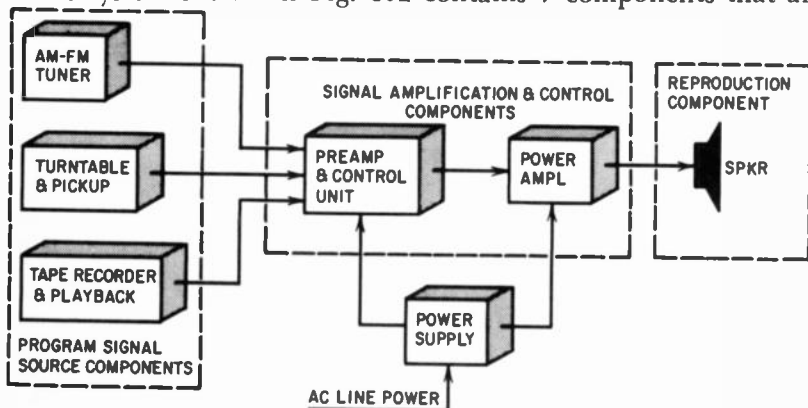 AM-FM
TUNER
TURNTABLE
& PICKUP
TAPE RECORDER
& PLAYBACK
PROGRAM SIGNAL
SOURCE COMPONENTS
SIGNAL AMPLIFICATION & CONTROL
COMPONENTS
PREAMP
& CONTROL
UNIT
POWER
AMPL
POWER
SUPPLY
AC LINE POWER
REPRODUCTION
COMPONENT
SPKR